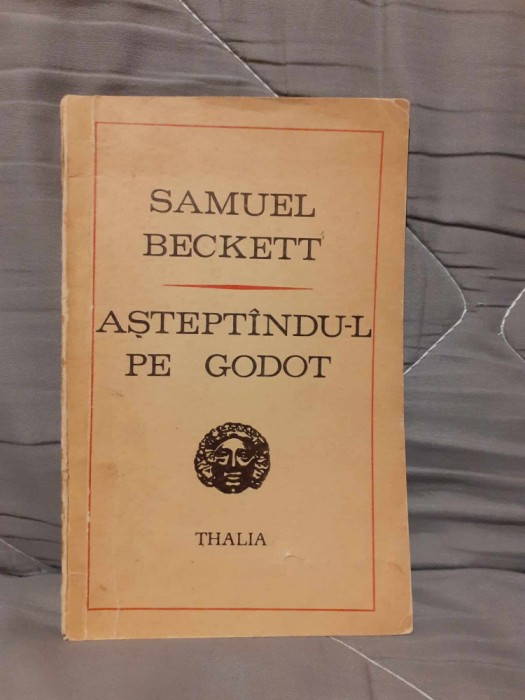 SAMUEL
BECKETT
AȘTEPTÎNDU-L
PE GODOT
THALIA